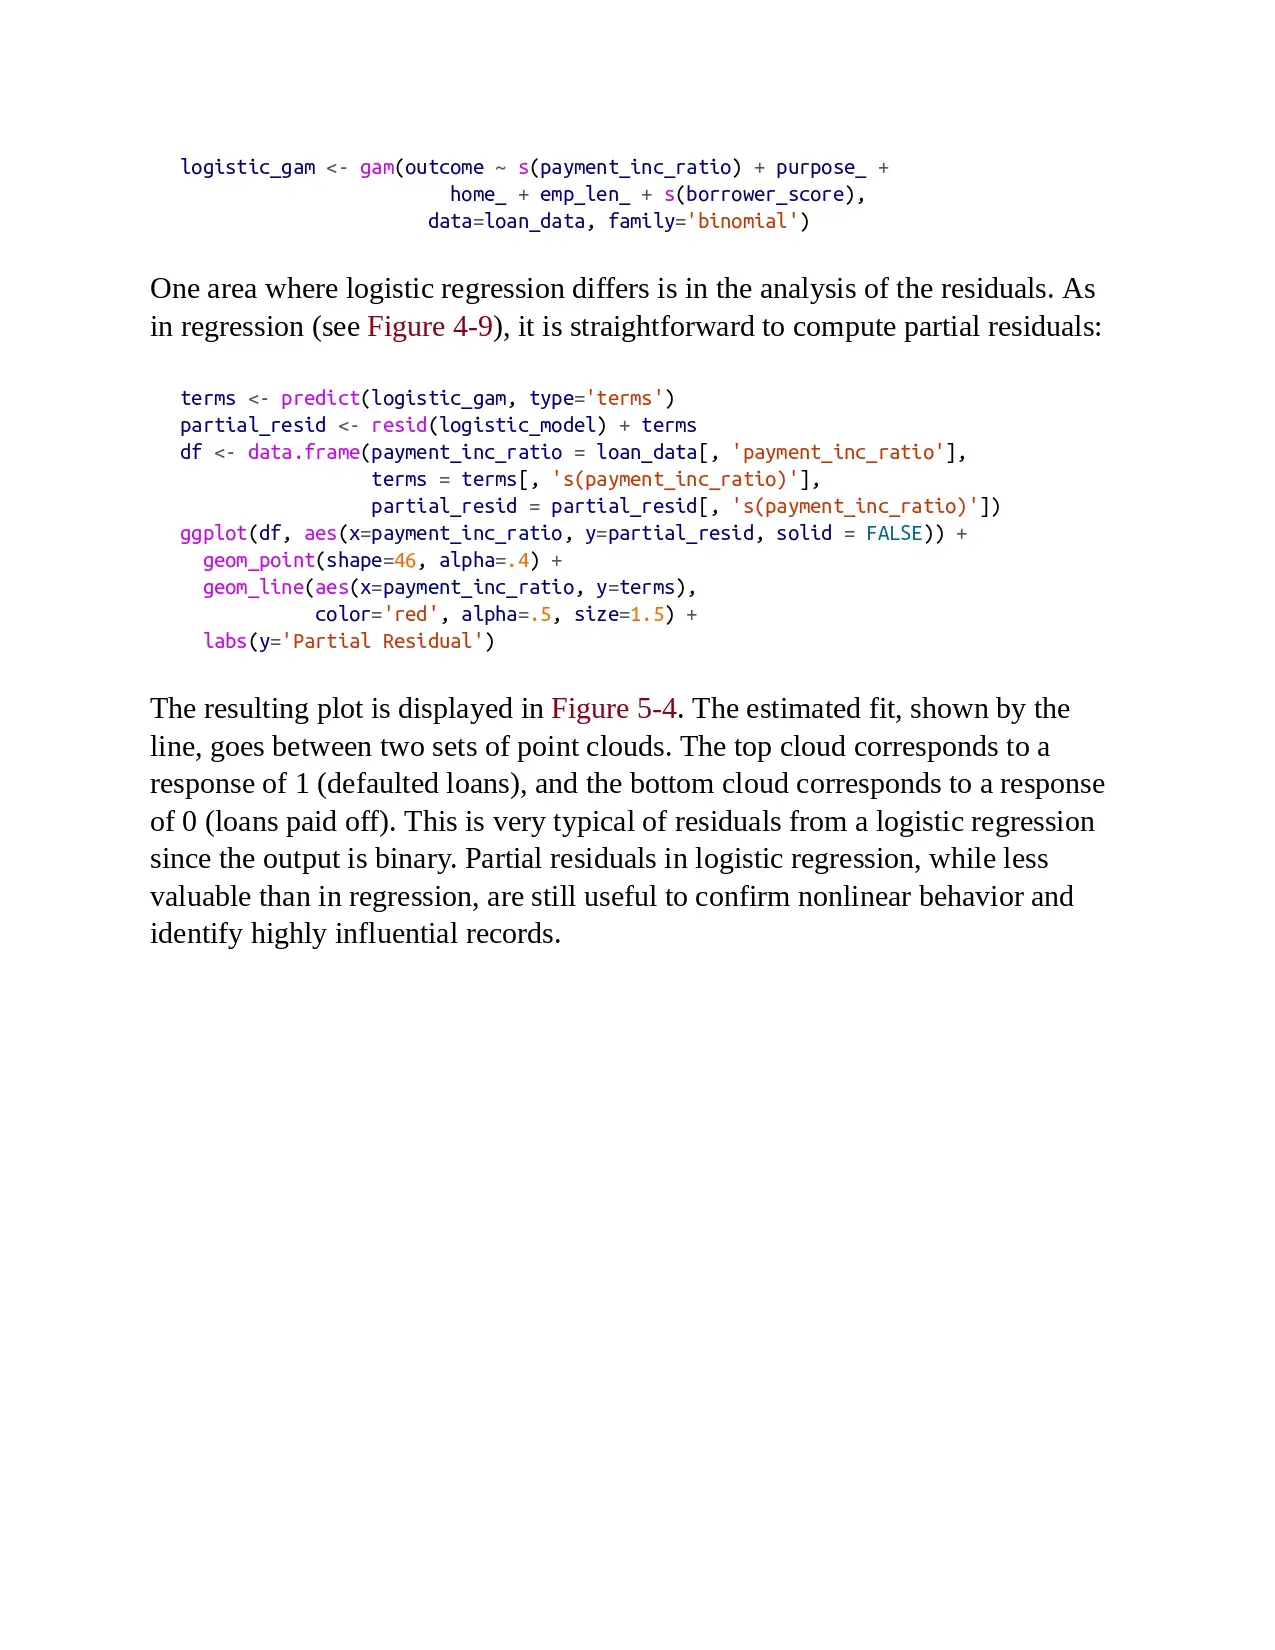 logistic_gam <- gam(outcome ~ s(payment_inc_ratio) + purpose_ +
home_ + emp_len_ + s(borrower_score),
data=loan_data, family='binomial')
One area where logistic regression differs is in the analysis of the residuals. As
in regression (see Figure 4-9), it is straightforward to compute partial residuals:
terms <- predict(logistic_gam, type='terms')
partial_resid <- resid(logistic_model) + terms
df <- data.frame(payment_inc_ratio = loan_data[, 'payment_inc_ratio'],
terms = terms[, 's(payment_inc_ratio)'],
partial_resid = partial_resid[, 's(payment_inc_ratio)'])
ggplot(df, aes(x=payment_inc_ratio, y=partial_resid, solid = FALSE)) +
geom_point(shape=46, alpha=.4) +
geom_line(aes(x=payment_inc_ratio, y=terms),
color='red', alpha=.5, size=1.5) +
labs(y='Partial Residual')
The resulting plot is displayed in Figure 5-4. The estimated fit, shown by the
line, goes between two sets of point clouds. The top cloud corresponds to a
response of 1 (defaulted loans), and the bottom cloud corresponds to a response
of 0 (loans paid off). This is very typical of residuals from a logistic regression
since the output is binary. Partial residuals in logistic regression, while less
valuable than in regression, are still useful to confirm nonlinear behavior and
identify highly influential records.